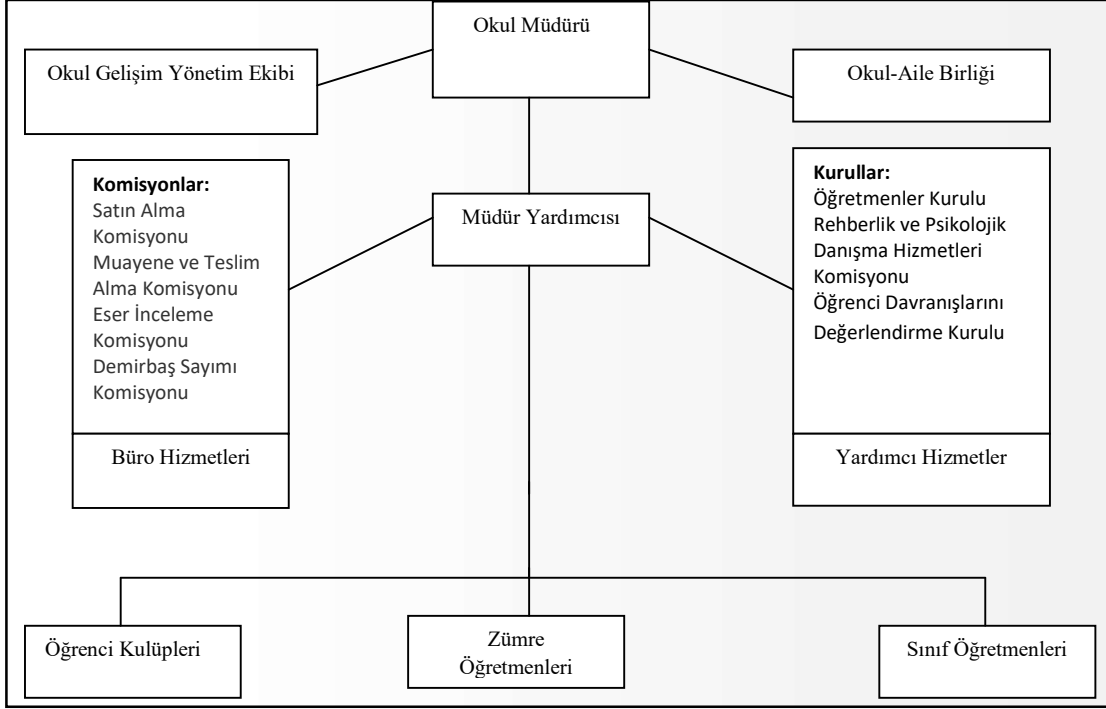 Okul Müdürü
Okul Gelişim Yönetim Ekibi
Okul-Aile Birliği
Komisyonlar:
Satın Alma
Komisyonu
Muayene ve Teslim
Alma Komisyonu
Eser İnceleme
Komisyonu
Demirbaş Sayımı
Komisyonu
Büro Hizmetleri
Müdür Yardımcısı
Kurullar:
Öğretmenler Kurulu
Rehberlik ve Psikolojik
Danışma Hizmetleri
Komisyonu
Öğrenci Davranışlarını
Değerlendirme Kurulu
Yardımcı Hizmetler
Öğrenci Kulüpleri
Zümre
Öğretmenleri
Sınıf Öğretmenleri